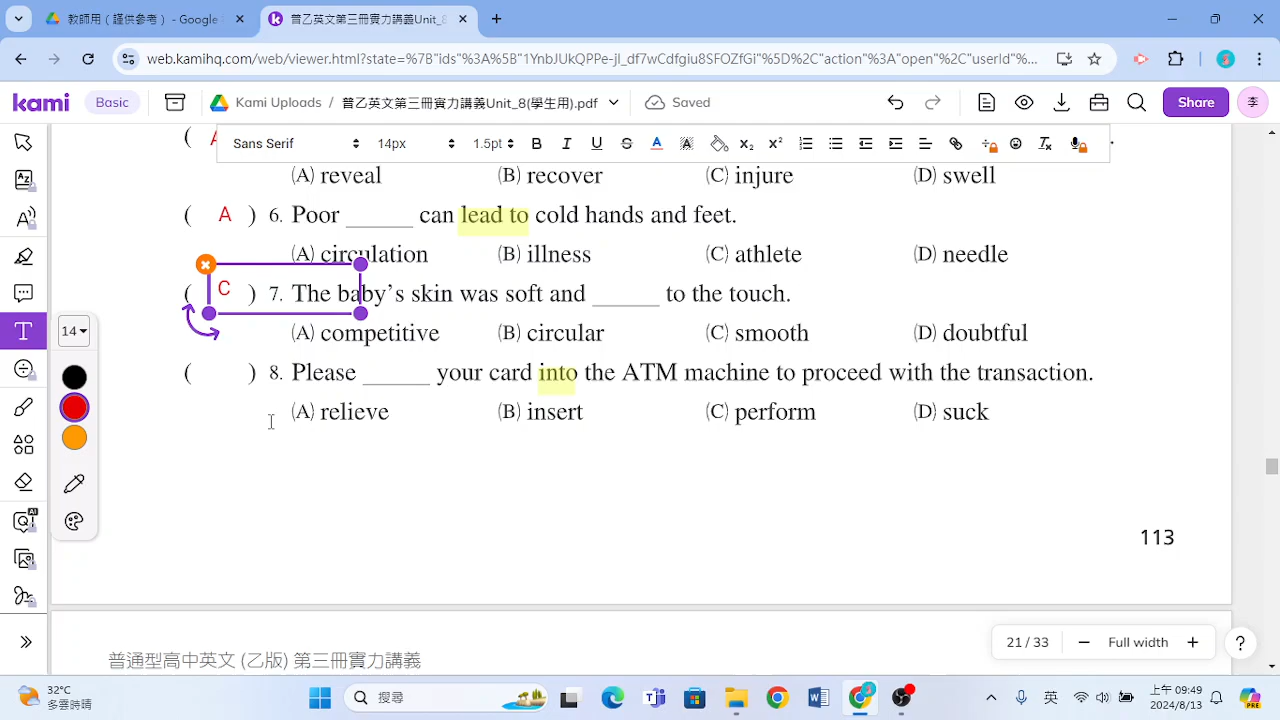 教師用 (提供參考) - Google
普乙英文第三冊實力講義Unit_8
web.kamihq.com/web/viewer.html?state=%7B"ids"%3A%5B"1YnbJUkQPPe-jI_df7wCdfgiu8SFOZfGi"%5D%2C"action"%3A"open"%2C"userId"%...
kami
Basic
Kami Uploads / 普乙英文第三冊實力講義Unit_8(學生用).pdf
Saved
Share
李
Sans Serif 14px 1.5pt B I U S A A x₂ x²
(A) reveal (B) recover (C) injure (D) swell
( A ) 6. Poor ______ can lead to cold hands and feet.
(A) circulation (B) illness (C) athlete (D) needle
( C ) 7. The baby's skin was soft and ______ to the touch.
(A) competitive (B) circular (C) smooth (D) doubtful
( ) 8. Please ______ your card into the ATM machine to proceed with the transaction.
(A) relieve (B) insert (C) perform (D) suck
14
113
普通型高中英文 (乙版) 第三冊實力講義
21 / 33 Full width
32°C
多雲時晴
搜尋
英
上午 09:49
2024/8/13